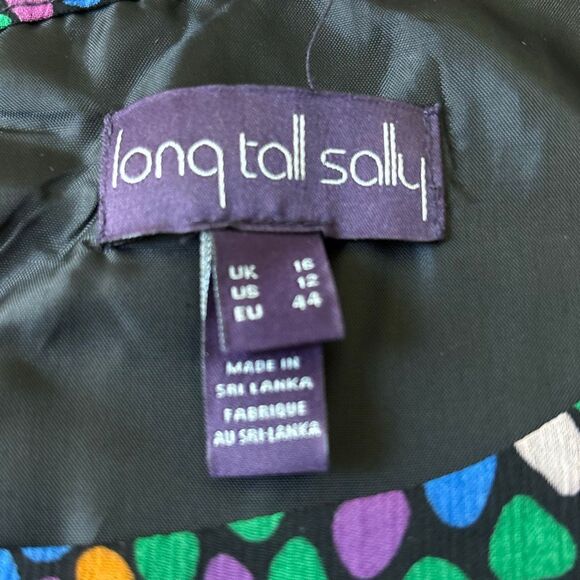 long tall sally
UK 16
US 12
EU 44
MADE IN
SRI LANKA
FABRIQUE
AU SRI-LANKA